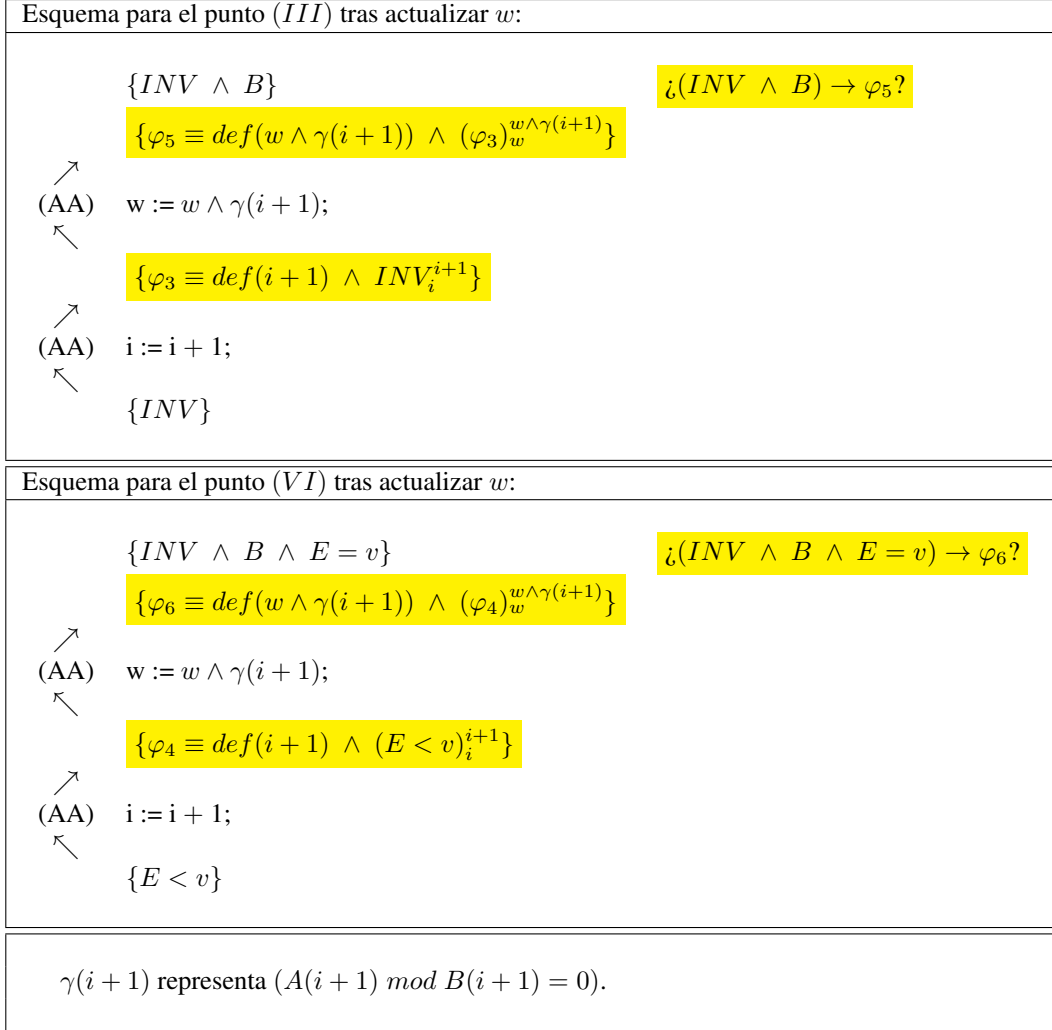 Esquema para el punto (III) tras actualizar w:
{INV ∧ B} ¿(INV ∧ B) → φ₅?
{φ₅ ≡ def(w ∧ γ(i + 1)) ∧ (φ₃)_w^{w∧γ(i+1)}}
↗
(AA) w := w ∧ γ(i + 1);
↖
{φ₃ ≡ def(i + 1) ∧ INV_i^{i+1}}
↗
(AA) i := i + 1;
↖
{INV}
Esquema para el punto (VI) tras actualizar w:
{INV ∧ B ∧ E = v} ¿(INV ∧ B ∧ E = v) → φ₆?
{φ₆ ≡ def(w ∧ γ(i + 1)) ∧ (φ₄)_w^{w∧γ(i+1)}}
↗
(AA) w := w ∧ γ(i + 1);
↖
{φ₄ ≡ def(i + 1) ∧ (E < v)_i^{i+1}}
↗
(AA) i := i + 1;
↖
{E < v}
γ(i + 1) representa (A(i + 1) mod B(i + 1) = 0).